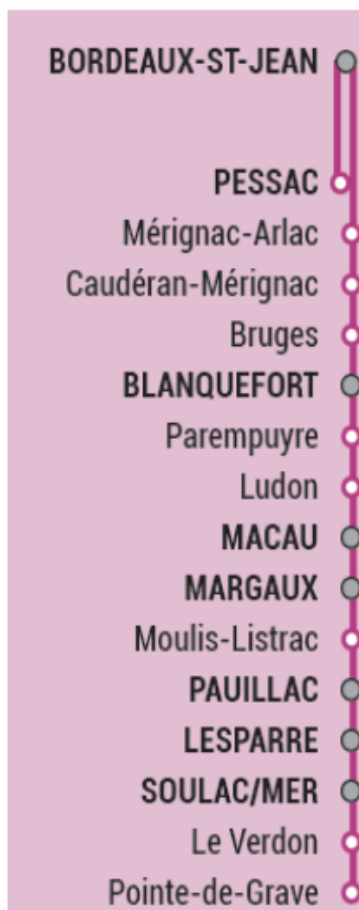 BORDEAUX-ST-JEAN
PESSAC
Mérignac-Arlac
Caudéran-Mérignac
Bruges
BLANQUEFORT
Parempuyre
Ludon
MACAU
MARGAUX
Moulis-Listrac
PAUILLAC
LESPARRE
SOULAC/MER
Le Verdon
Pointe-de-Grave